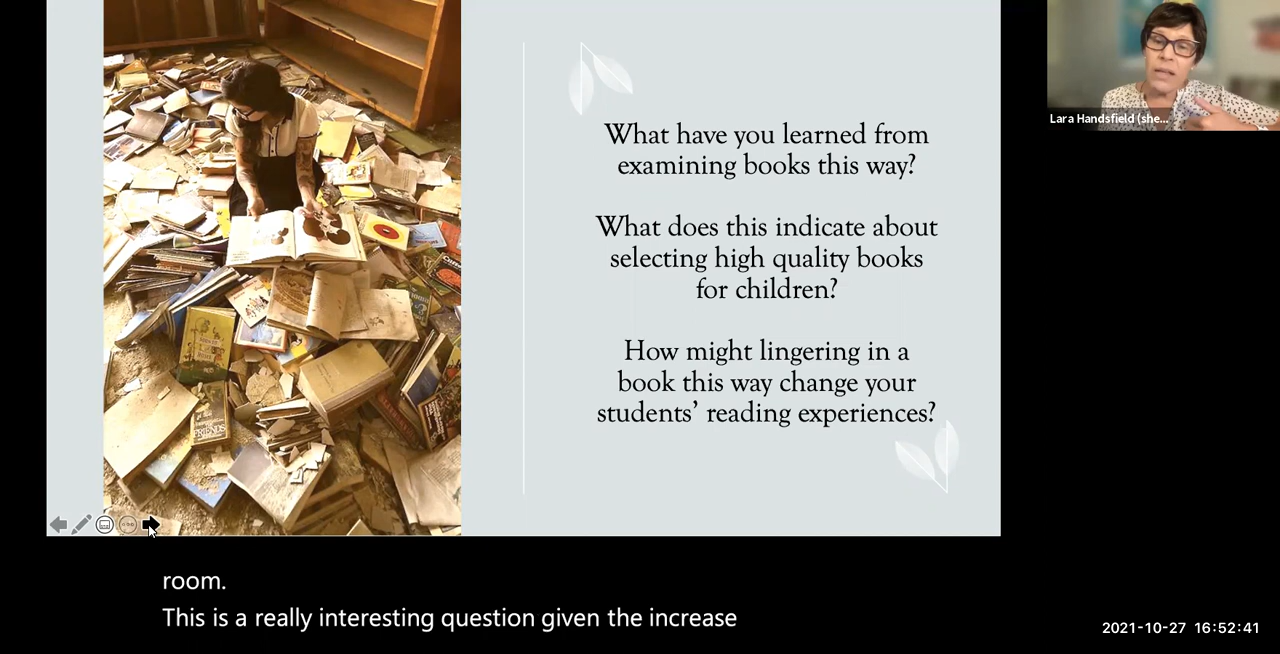 What have you learned from
examining books this way?
What does this indicate about
selecting high quality books
for children?
How might lingering in a
book this way change your
students’ reading experiences?
Lara Handsfield (she...
FRIENDS
room.
This is a really interesting question given the increase
2021-10-27 16:52:41